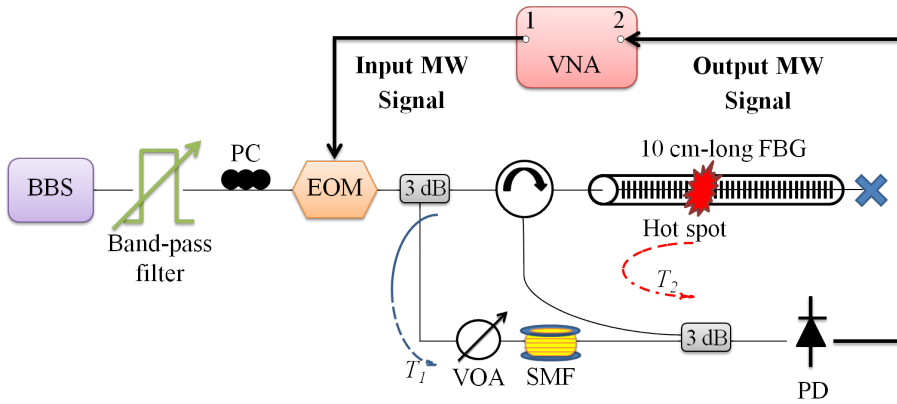 1
2
VNA
Input MW
Signal
Output MW
Signal
BBS
Band-pass
filter
PC
EOM
3 dB
10 cm-long FBG
Hot spot
T1
T2
VOA
SMF
3 dB
PD